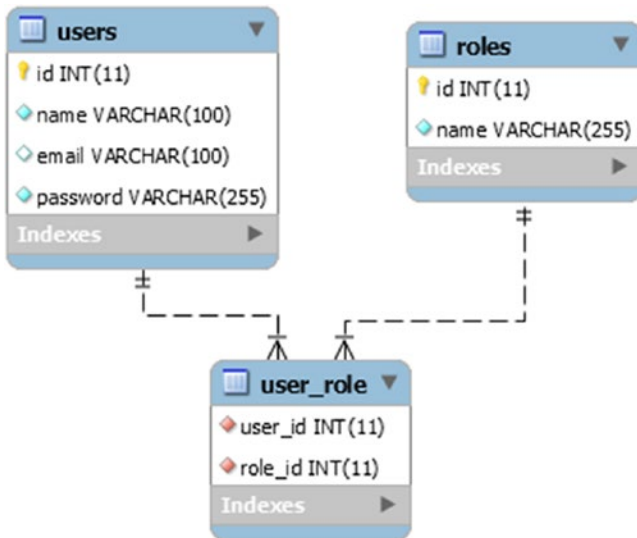 users
id INT(11)
name VARCHAR(100)
email VARCHAR(100)
password VARCHAR(255)
Indexes
roles
id INT(11)
name VARCHAR(255)
Indexes
user_role
user_id INT(11)
role_id INT(11)
Indexes